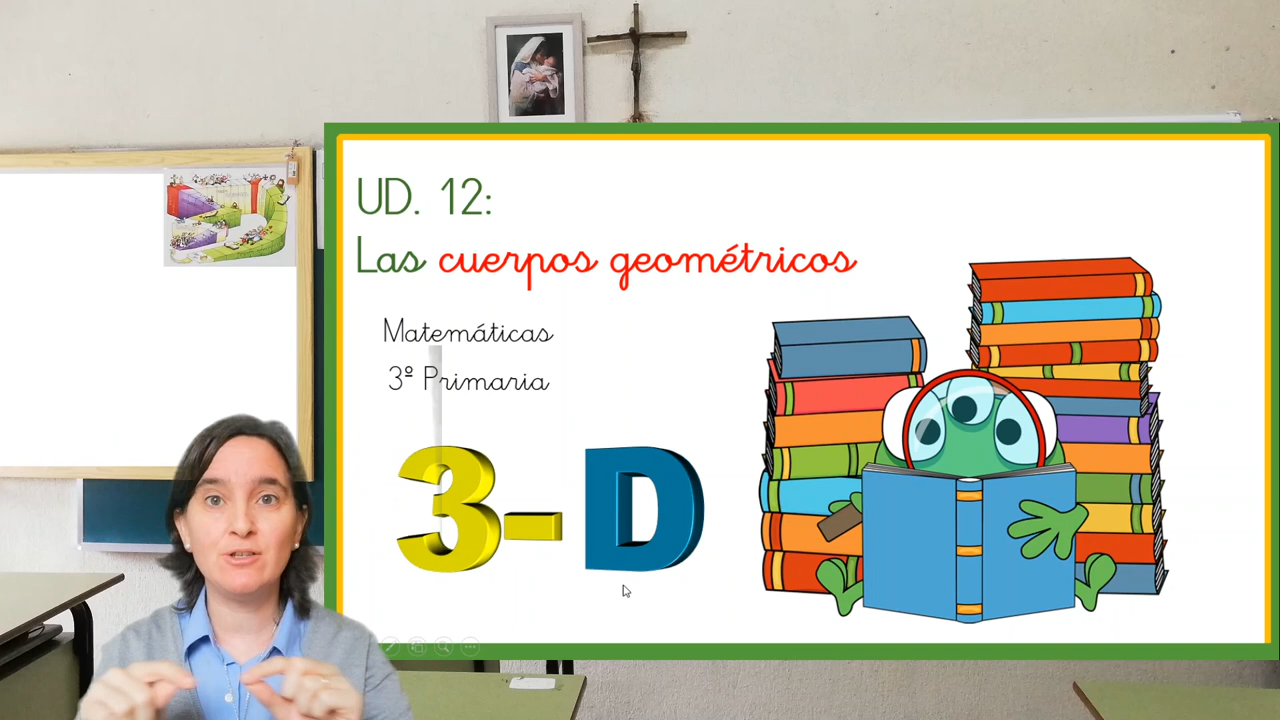 UD. 12:
Las cuerpos geométricos
Matemáticas
3º Primaria
3-D